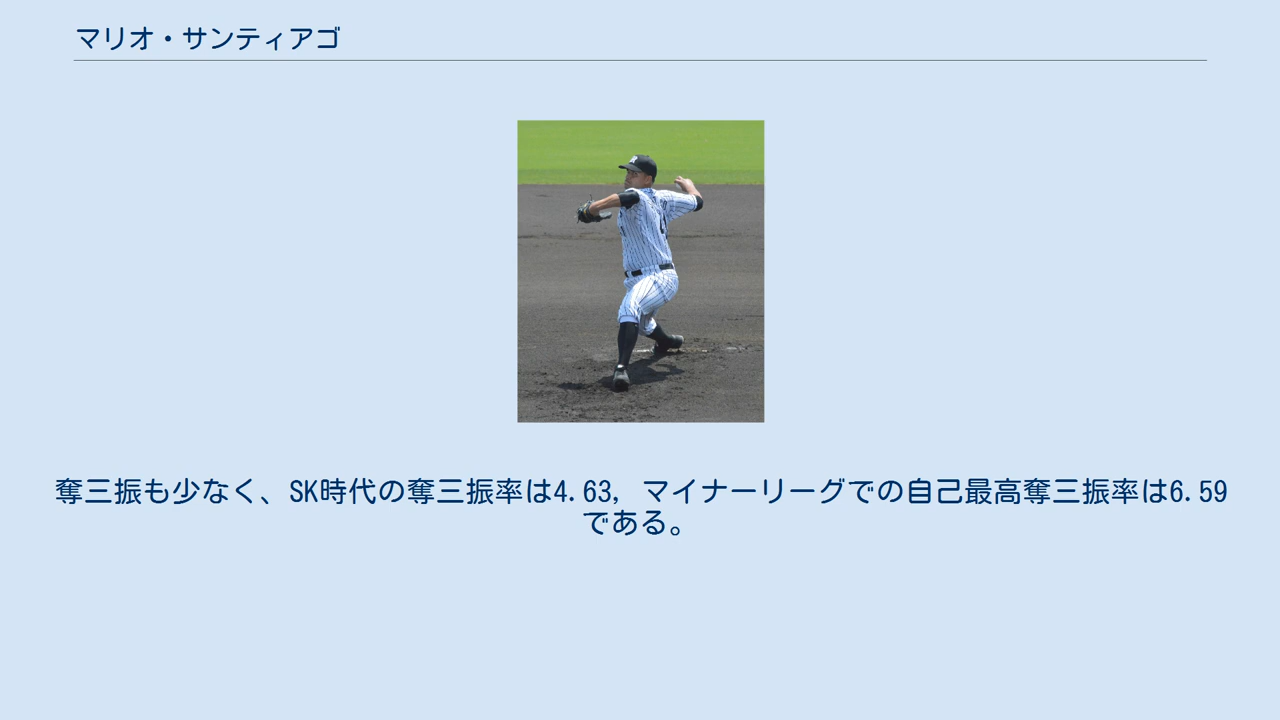 マリオ・サンティアゴ
奪三振も少なく、SK時代の奪三振率は4.63, マイナーリーグでの自己最高奪三振率は6.59
である。